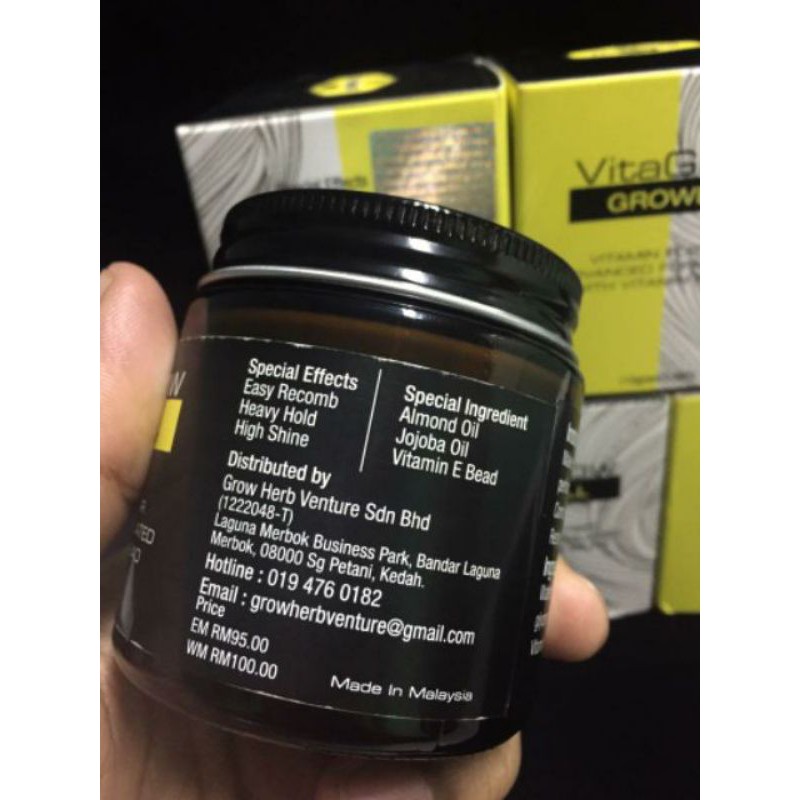 Special Effects
Easy Recomb
Heavy Hold
High Shine
Special Ingredient
Almond Oil
Jojoba Oil
Vitamin E Bead
Distributed by
Grow Herb Venture Sdn Bhd
(1222048-T)
Laguna Merbok Business Park, Bandar Laguna
Merbok, 08000 Sg Petani, Kedah.
Hotline : 019 476 0182
Email : growherbventure@gmail.com
Price
EM RM95.00
WM RM100.00
Made In Malaysia
VitaG
GROW
VITAMIN